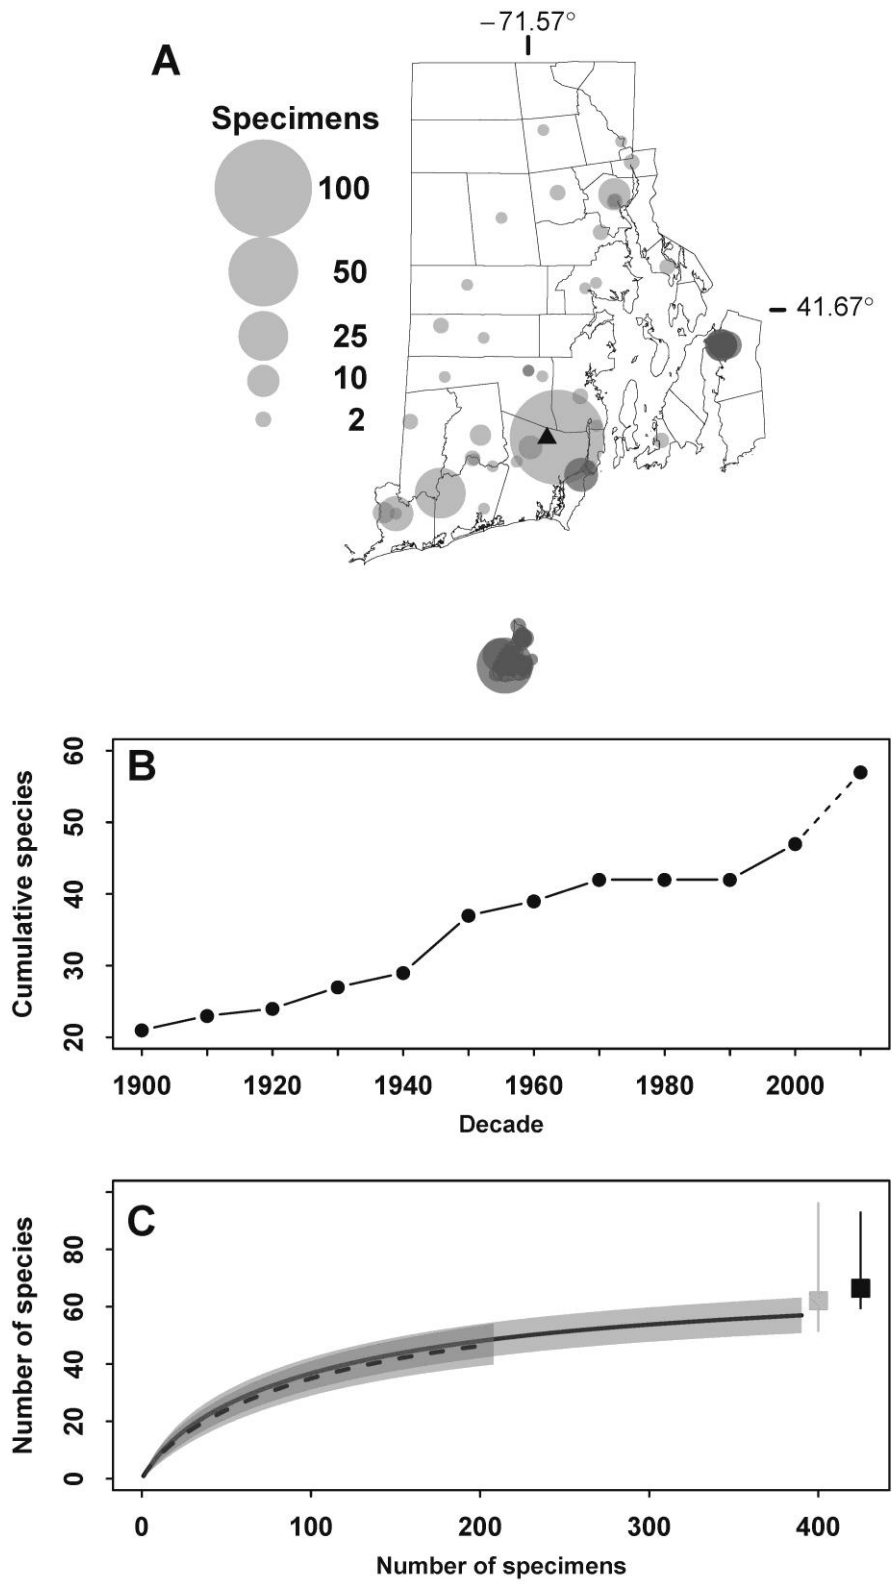 −71.57°
A
Specimens
100
50
41.67°
25
10
2
B
Cumulative species
60
50
40
30
20
1900 1920 1940 1960 1980 2000
Decade
C
Number of species
80
60
40
20
0
0 100 200 300 400
Number of specimens